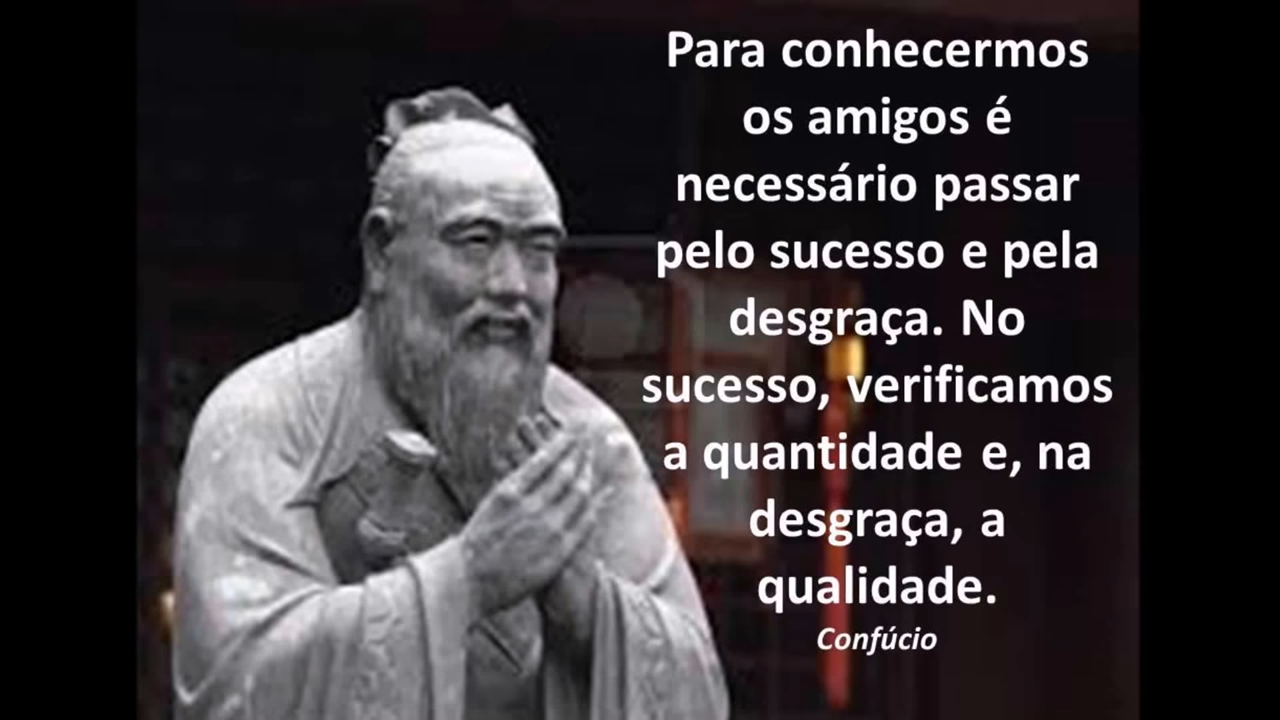 Para conhecermos
os amigos é
necessário passar
pelo sucesso e pela
desgraça. No
sucesso, verificamos
a quantidade e, na
desgraça, a
qualidade.
Confúcio